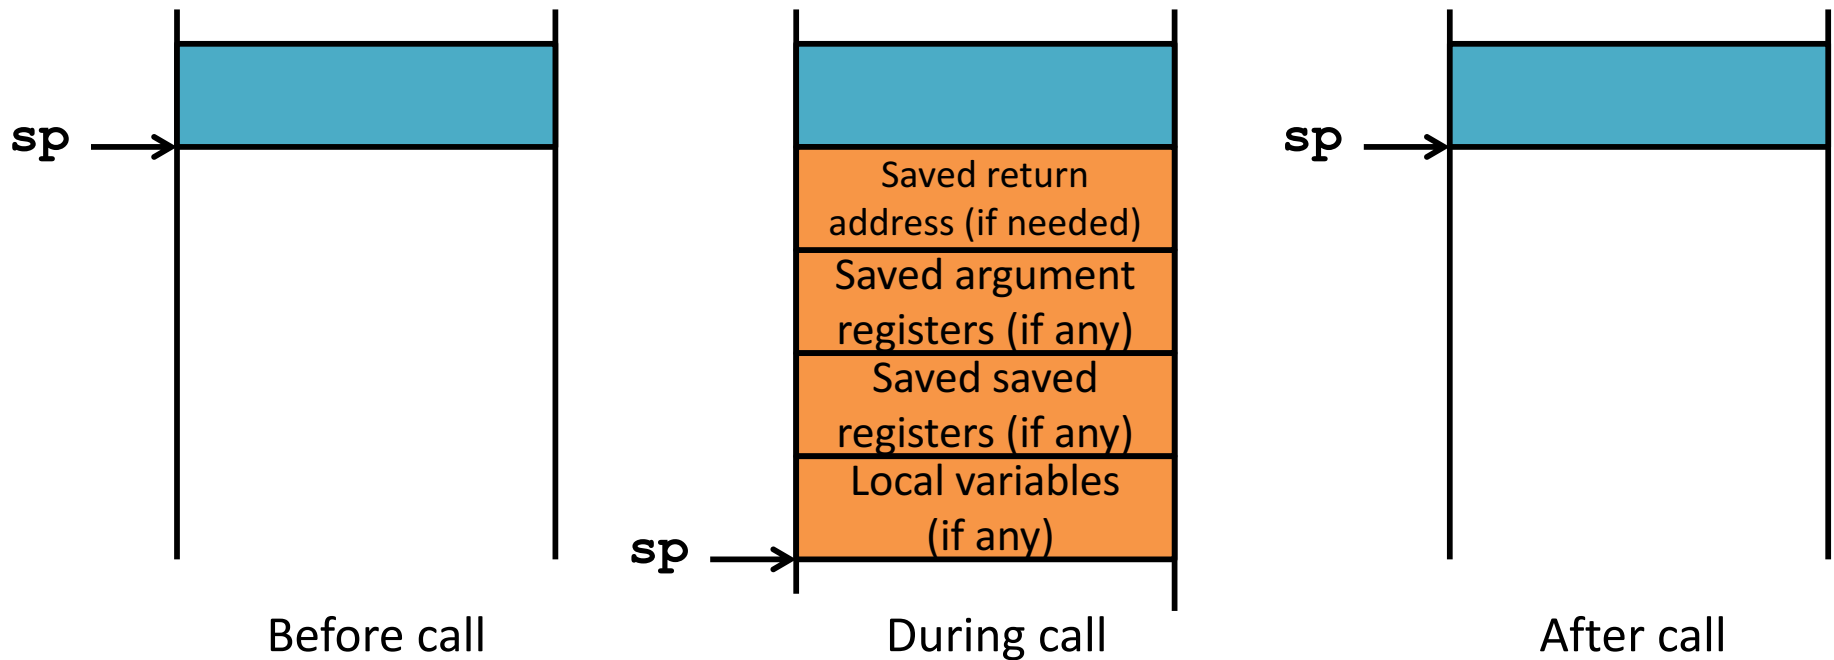 sp
Before call
Saved return
address (if needed)
Saved argument
registers (if any)
Saved saved
registers (if any)
Local variables
(if any)
sp
During call
sp
After call